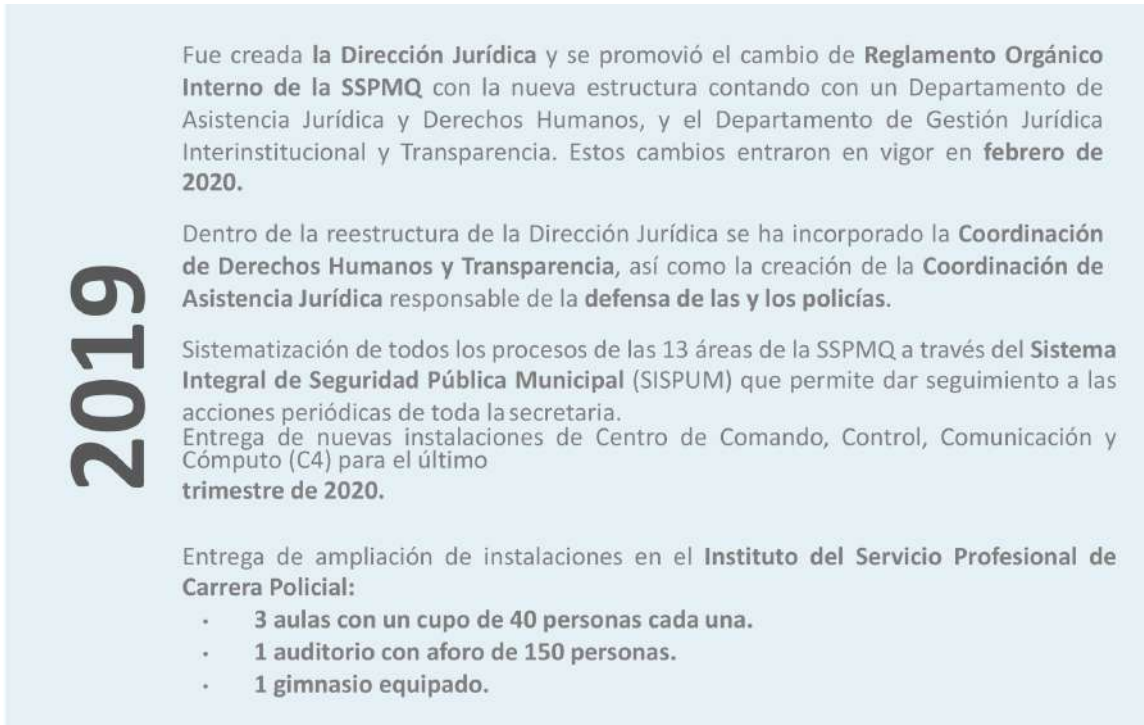 2019
Fue creada la Dirección Jurídica y se promovió el cambio de Reglamento Orgánico
Interno de la SSPMQ con la nueva estructura contando con un Departamento de
Asistencia Jurídica y Derechos Humanos, y el Departamento de Gestión Jurídica
Interinstitucional y Transparencia. Estos cambios entraron en vigor en febrero de
2020.
Dentro de la reestructura de la Dirección Jurídica se ha incorporado la Coordinación
de Derechos Humanos y Transparencia, así como la creación de la Coordinación de
Asistencia Jurídica responsable de la defensa de las y los policías.
Sistematización de todos los procesos de las 13 áreas de la SSPMQ a través del Sistema
Integral de Seguridad Pública Municipal (SISPUM) que permite dar seguimiento a las
acciones periódicas de toda la secretaria.
Entrega de nuevas instalaciones de Centro de Comando, Control, Comunicación y
Cómputo (C4) para el último
trimestre de 2020.
Entrega de ampliación de instalaciones en el Instituto del Servicio Profesional de
Carrera Policial:
· 3 aulas con un cupo de 40 personas cada una.
· 1 auditorio con aforo de 150 personas.
· 1 gimnasio equipado.